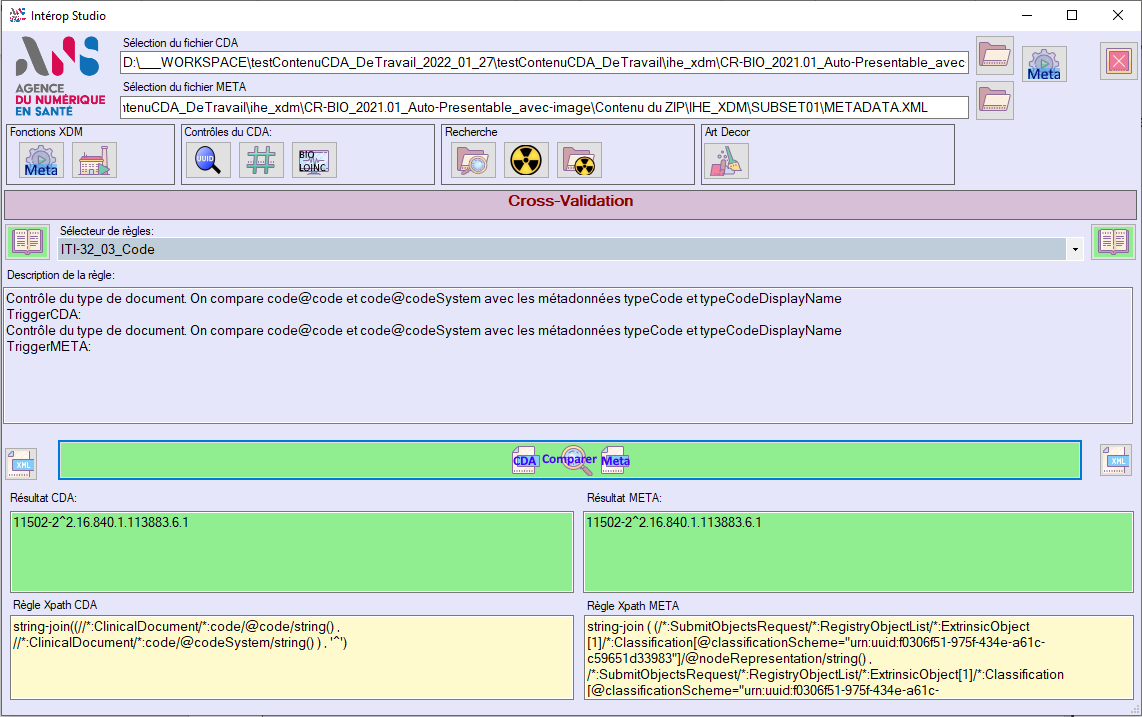 Intérop Studio
ANS
AGENCE
DU NUMÉRIQUE
EN SANTÉ
Sélection du fichier CDA
D:\___WORKSPACE\testContenuCDA_DeTravail_2022_01_27\testContenuCDA_DeTravail\ihe_xdm\CR-BIO_2021.01_Auto-Presentable_avec
Sélection du fichier META
ıtenuCDA_DeTravail\ihe_xdm\CR-BIO_2021.01_Auto-Presentable_avec-image\Contenu du ZIP\IHE_XDM\SUBSET01\METADATA.XML
Meta
Fonctions XDM
Contrôles du CDA:
Recherche
Art Decor
Meta
UUID
BIO
LOINC
Cross-Validation
Sélecteur de règles:
ITI-32_03_Code
Description de la règle:
Contrôle du type de document. On compare code@code et code@codeSystem avec les métadonnées typeCode et typeCodeDisplayName
TriggerCDA:
Contrôle du type de document. On compare code@code et code@codeSystem avec les métadonnées typeCode et typeCodeDisplayName
TriggerMETA:
XML
CDA Comparer Meta
XML
Résultat CDA:
11502-2^2.16.840.1.113883.6.1
Résultat META:
11502-2^2.16.840.1.113883.6.1
Règle Xpath CDA
string-join((//*:ClinicalDocument/*:code/@code/string() ,
//*:ClinicalDocument/*:code/@codeSystem/string() ) , '^')
Règle Xpath META
string-join ( (/*:SubmitObjectsRequest/*:RegistryObjectList/*:ExtrinsicObject
[1]/*:Classification[@classificationScheme="urn:uuid:f0306f51-975f-434e-a61c-
c59651d33983"]/@nodeRepresentation/string() ,
/*:SubmitObjectsRequest/*:RegistryObjectList/*:ExtrinsicObject[1]/*:Classification
[@classificationScheme="urn:uuid:f0306f51-975f-434e-a61c-